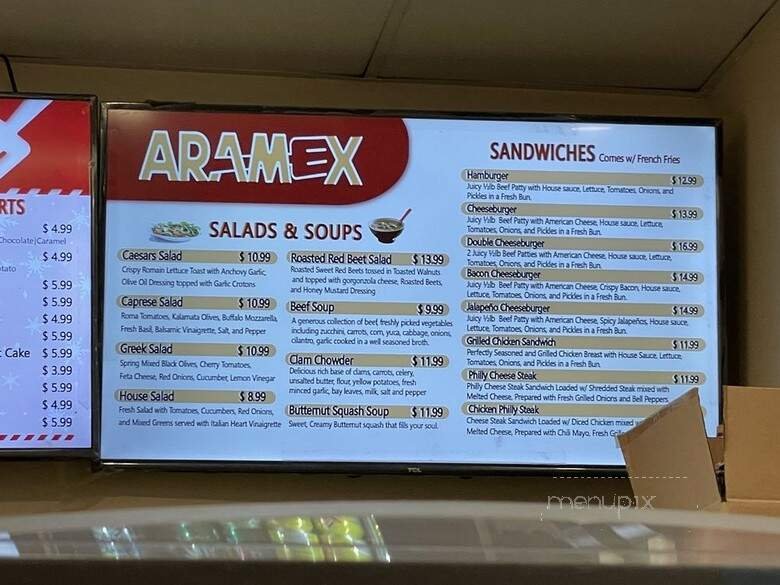 RTS
$ 4.99
Chocolate|Caramel
$ 4.99
$ 5.99
$ 5.99
$ 4.99
$ 5.99
Cake $ 5.99
$ 3.99
$ 5.99
$ 4.99
$ 5.99
ARAMEX
SALADS & SOUPS
Caesars Salad $ 10.99
Crispy Romain Lettuce Toast with Anchovy Garlic,
Olive Oil Dressing topped with Garlic Crotons
Caprese Salad $ 10.99
Roma Tomatoes, Kalamata Olives, Buffalo Mozzarella,
Fresh Basil, Balsamic Vinaigrette, Salt, and Pepper
Greek Salad $ 10.99
Spring Mixed Black Olives, Cherry Tomatoes,
Feta Cheese, Red Onions, Cucumber, Lemon Vinegar
House Salad $ 8.99
Fresh Salad with Tomatoes, Cucumbers, Red Onions,
and Mixed Greens served with Italian Heart Vinaigrette
Roasted Red Beet Salad $ 13.99
Roasted Sweet Red Beets tossed in Toasted Walnuts
and topped with gorgonzola cheese, Roasted Beets,
and Honey Mustard Dressing
Beef Soup $ 9.99
A generous collection of beef, freshly picked vegetables
including zucchini, carrots, corn, yuca, cabbage, onions,
cilantro, garlic cooked in a well seasoned broth.
Clam Chowder $ 11.99
Delicious rich base of clams, carrots, celery,
unsalted butter, flour, yellow potatoes, fresh
minced garlic, bay leaves, milk, salt and pepper
Butternut Squash Soup $ 11.99
Sweet, Creamy Butternut squash that fills your soul.
SANDWICHES Comes w/ French Fries
Hamburger $ 12.99
Juicy ½lb Beef Patty with House sauce, Lettuce, Tomatoes, Onions, and
Pickles in a Fresh Bun.
Cheeseburger $ 13.99
Juicy ½lb Beef Patty with American Cheese, House sauce, Lettuce,
Tomatoes, Onions, and Pickles in a Fresh Bun.
Double Cheeseburger $ 16.99
2 Juicy ½lb Beef Patties with American Cheese, House sauce, Lettuce,
Tomatoes, Onions, and Pickles in a Fresh Bun.
Bacon Cheeseburger $ 14.99
Juicy ½lb Beef Patty with American Cheese, Crispy Bacon, House sauce,
Lettuce, Tomatoes, Onions, and Pickles in a Fresh Bun.
Jalapeño Cheeseburger $ 14.99
Juicy ½lb Beef Patty with American Cheese, Spicy Jalapeños, House sauce,
Lettuce, Tomatoes, Onions, and Pickles in a Fresh Bun.
Grilled Chicken Sandwich $ 11.99
Perfectly Seasoned and Grilled Chicken Breast with House Sauce, Lettuce,
Tomatoes, Onions, and Pickles in a Fresh Bun.
Philly Cheese Steak $ 11.99
Philly Cheese Steak Sandwich Loaded w/ Shredded Steak mixed with
Melted Cheese, Prepared with Fresh Grilled Onions and Bell Peppers.
Chicken Philly Steak
Cheese Steak Sandwich Loaded w/ Diced Chicken mixed
Melted Cheese, Prepared with Chili Mayo, Fresh
TCL
menupix